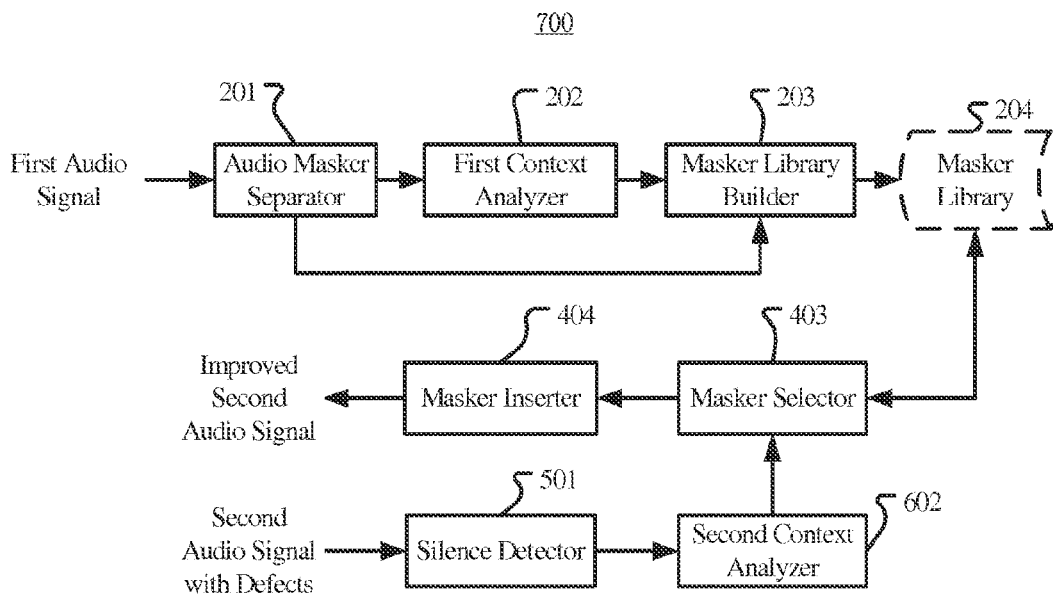 700
201
202
203
204
First Audio
Signal
Audio Masker
Separator
First Context
Analyzer
Masker Library
Builder
Masker
Library
404
403
Improved
Second
Audio Signal
Masker Inserter
Masker Selector
501
602
Second
Audio Signal
with Defects
Silence Detector
Second Context
Analyzer